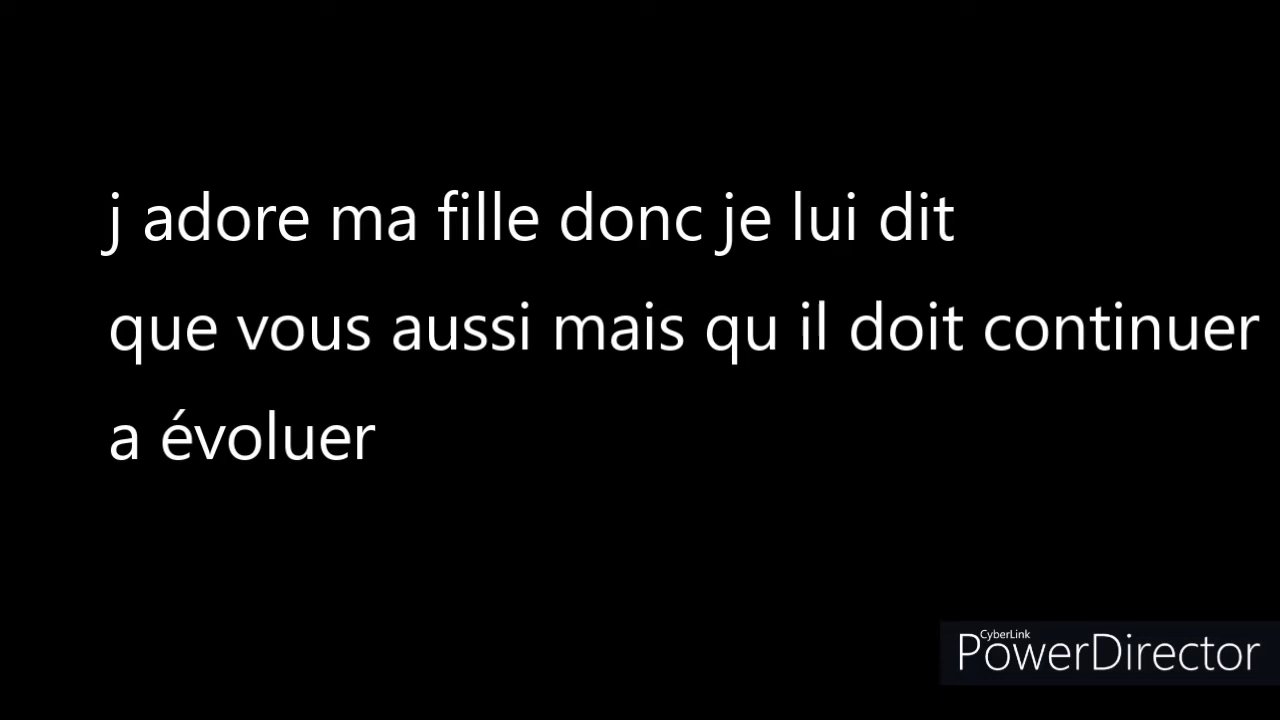 j adore ma fille donc je lui dit
que vous aussi mais qu il doit continuer
a évoluer
CyberLink
PowerDirector